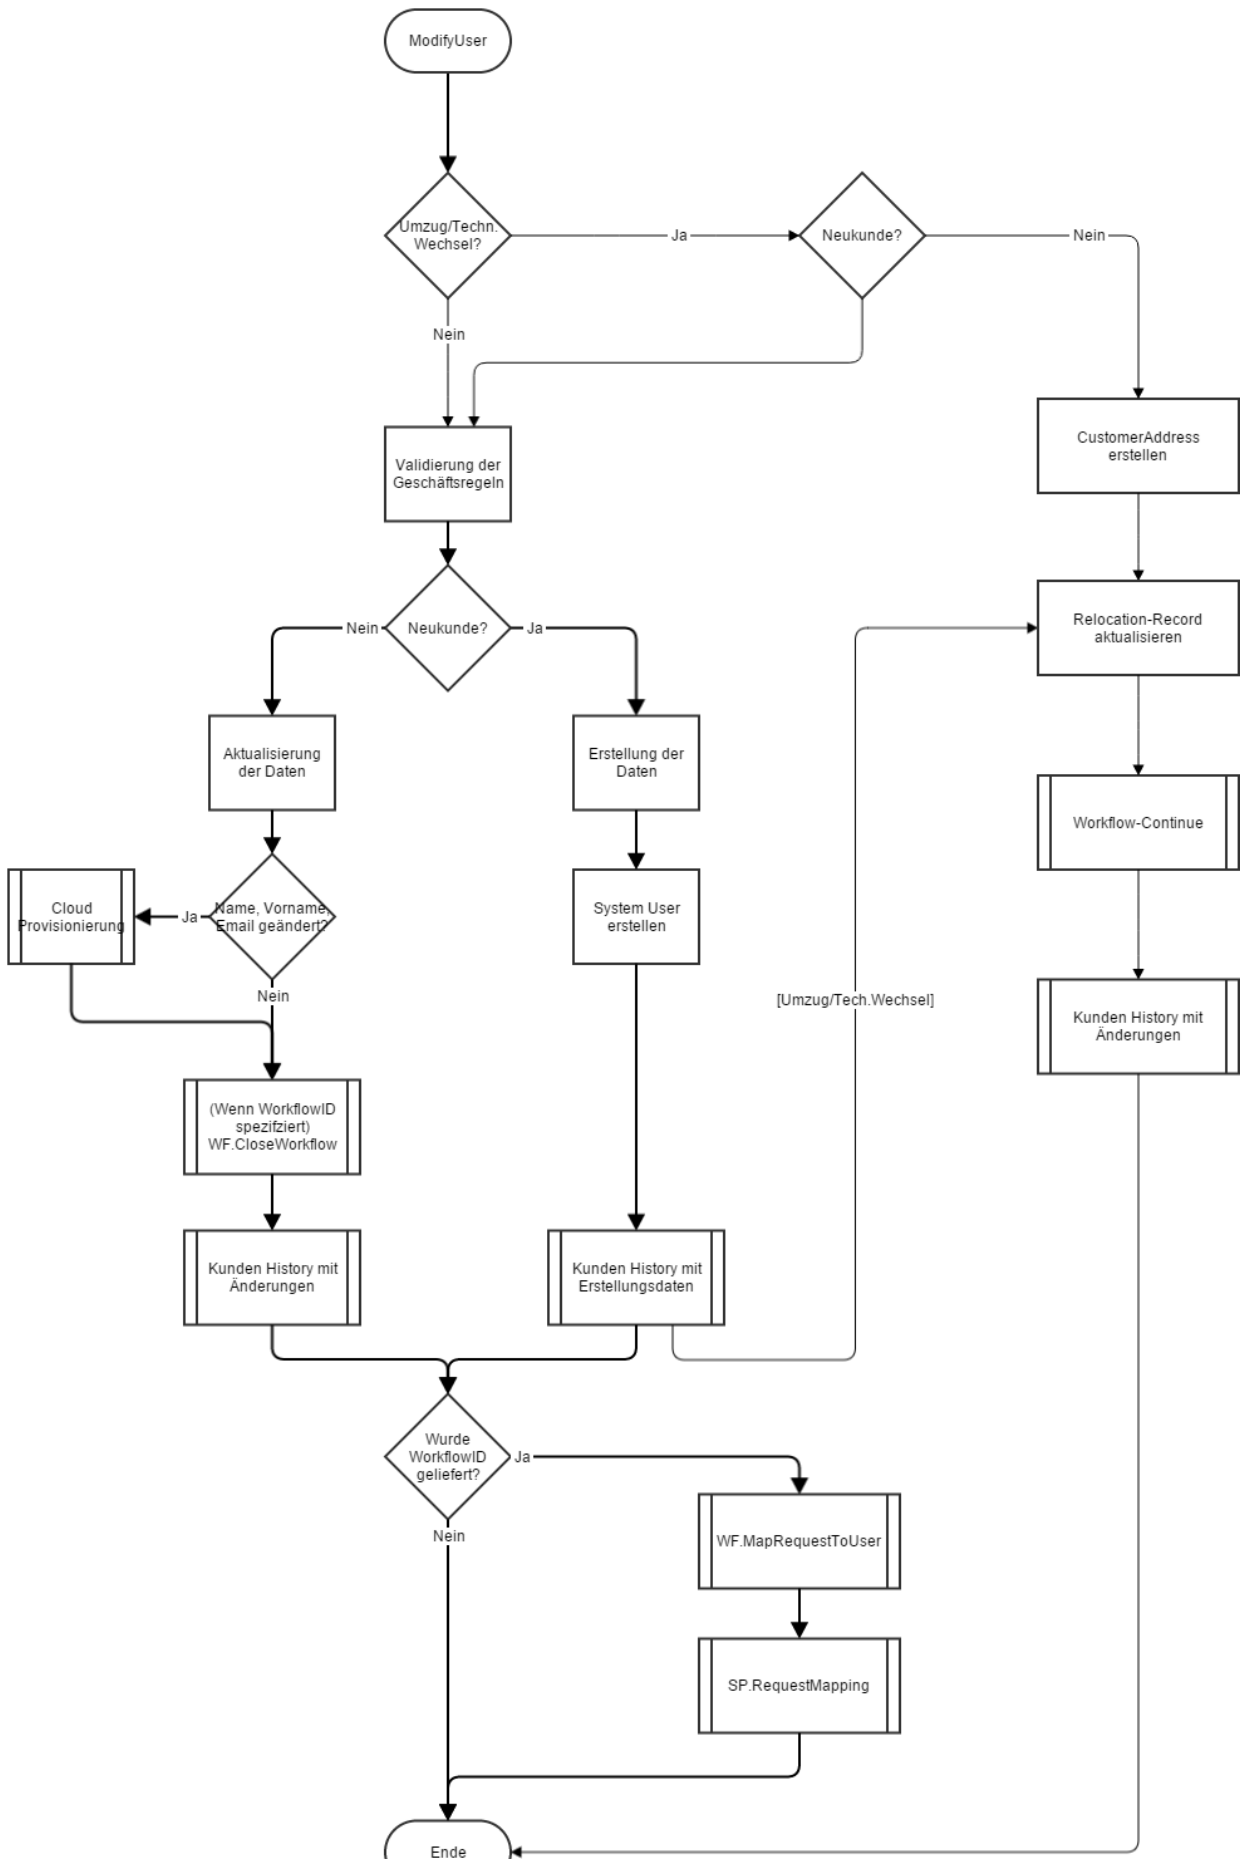 ModifyUser
Umzug/Techn.
Wechsel?
Ja
Neukunde?
Nein
Nein
CustomerAddress
erstellen
Validierung der
Geschäftsregeln
Relocation-Record
aktualisieren
Nein
Neukunde?
Ja
Aktualisierung
der Daten
Erstellung der
Daten
Workflow-Continue
Cloud
Provisionierung
Ja
Name, Vorname,
Email geändert?
System User
erstellen
Nein
[Umzug/Tech.Wechsel]
Kunden History mit
Änderungen
(Wenn WorkflowID
spezifziert)
WF.CloseWorkflow
Kunden History mit
Änderungen
Kunden History mit
Erstellungsdaten
Wurde
WorkflowID
geliefert?
Ja
Nein
WF.MapRequestToUser
SP.RequestMapping
Ende